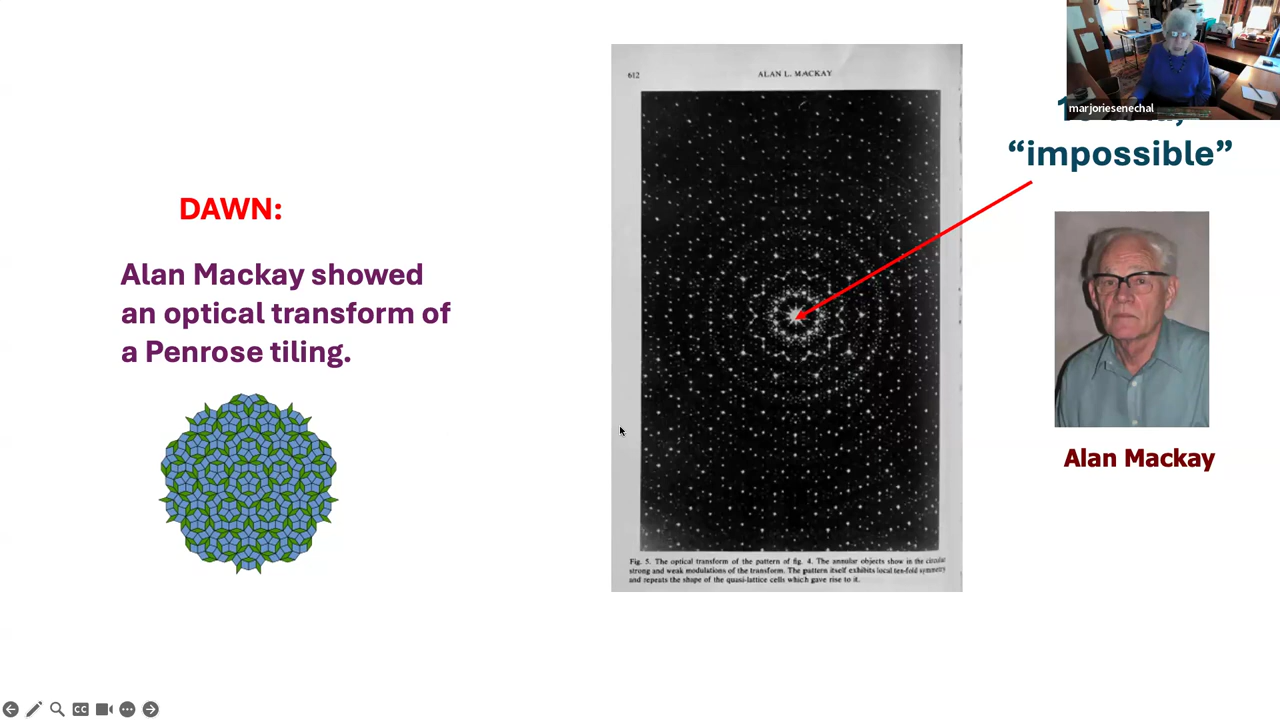 marjoriesenechal
“impossible”
DAWN:
Alan Mackay showed
an optical transform of
a Penrose tiling.
612
ALAN L. MACKAY
Fig. 5. The optical transform of the pattern of fig. 4. The annular objects show in the circular
strong and weak modulations of the transform. The pattern itself exhibits local ten-fold symmetry
and repeats the shape of the quasi-lattice cells which gave rise to it.
Alan Mackay
CC